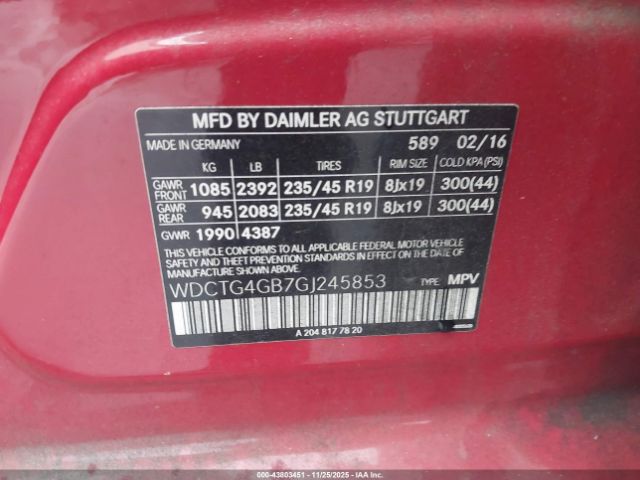 MFD BY DAIMLER AG STUTTGART
MADE IN GERMANY 589 02/16
KG LB TIRES RIM SIZE COLD KPA(PSI)
GAWR FRONT 1085 2392 235/45 R19 8Jx19 300(44)
GAWR REAR 945 2083 235/45 R19 8Jx19 300(44)
GVWR 1990 4387
THIS VEHICLE CONFORMS TO ALL APPLICABLE FEDERAL MOTOR VEHICLE
SAFETY BUMPER AND THEFT PREVENTION STANDARDS IN EFFECT
ON THE DATE OF MANUFACTURE SHOWN ABOVE.
WDCTG4GB7GJ245853 TYPE MPV
A 204 817 78 20
000-43803451 - 11/25/2025 - IAAI.com